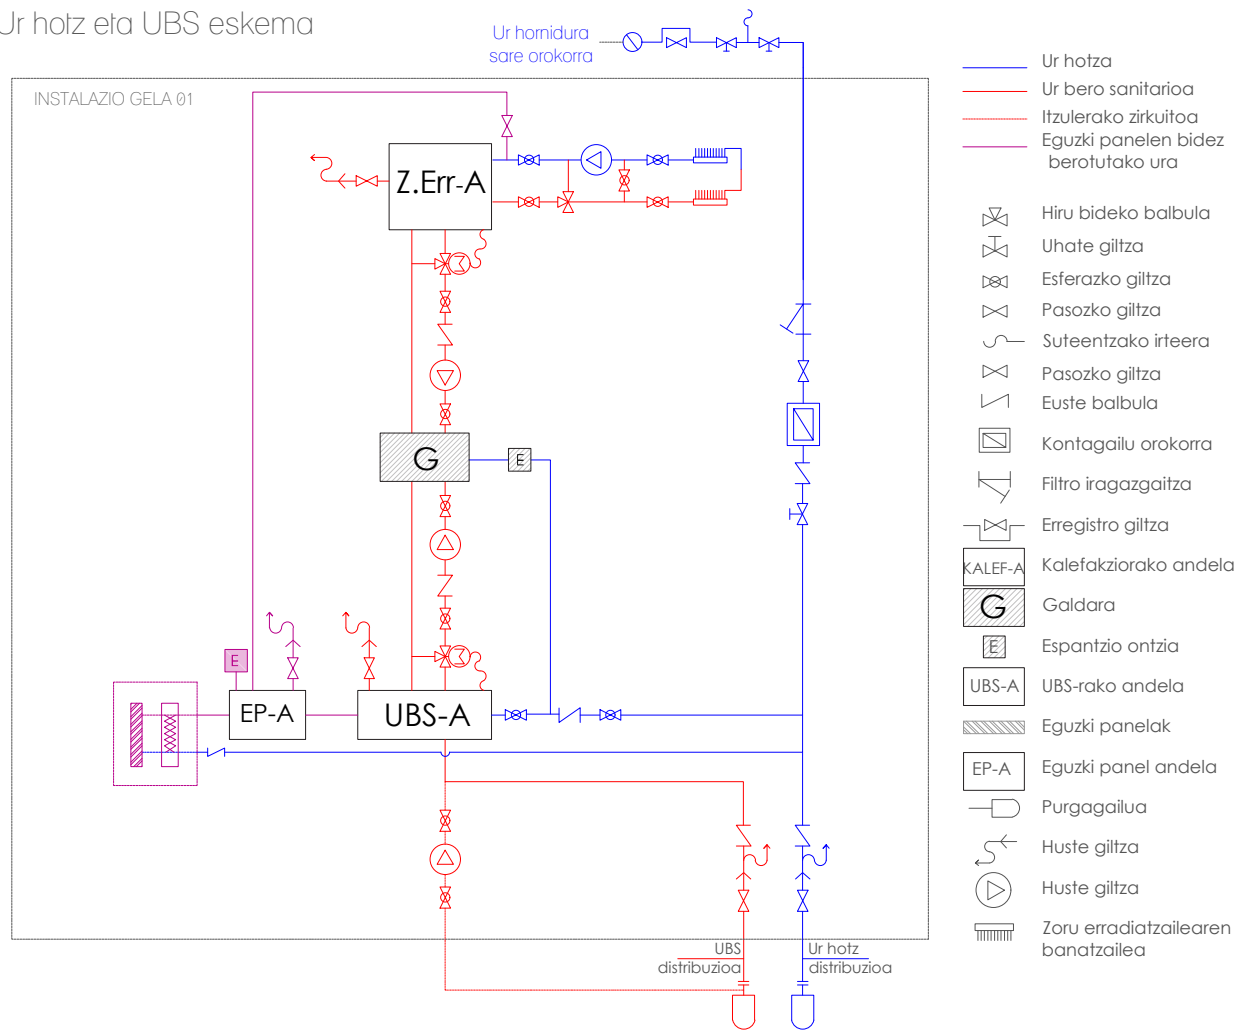 Ur hotz eta UBS eskema
Ur hornidura
sare orokorra
INSTALAZIO GELA 01
Z.Err-A
G
E
E
EP-A
UBS-A
UBS
distribuzioa
Ur hotz
distribuzioa
Ur hotza
Ur bero sanitarioa
Itzulerako zirkuitoa
Eguzki panelen bidez
berotutako ura
Hiru bideko balbula
Uhate giltza
Esferazko giltza
Pasozko giltza
Suteentzako irteera
Pasozko giltza
Euste balbula
Kontagailu orokorra
Filtro iragazgaitza
Erregistro giltza
KALEF-A Kalefakziorako andela
G Galdara
E Espantzio ontzia
UBS-A UBS-rako andela
Eguzki panelak
EP-A Eguzki panel andela
Purgagailua
Huste giltza
Huste giltza
Zoru erradiatzailearen
banatzailea